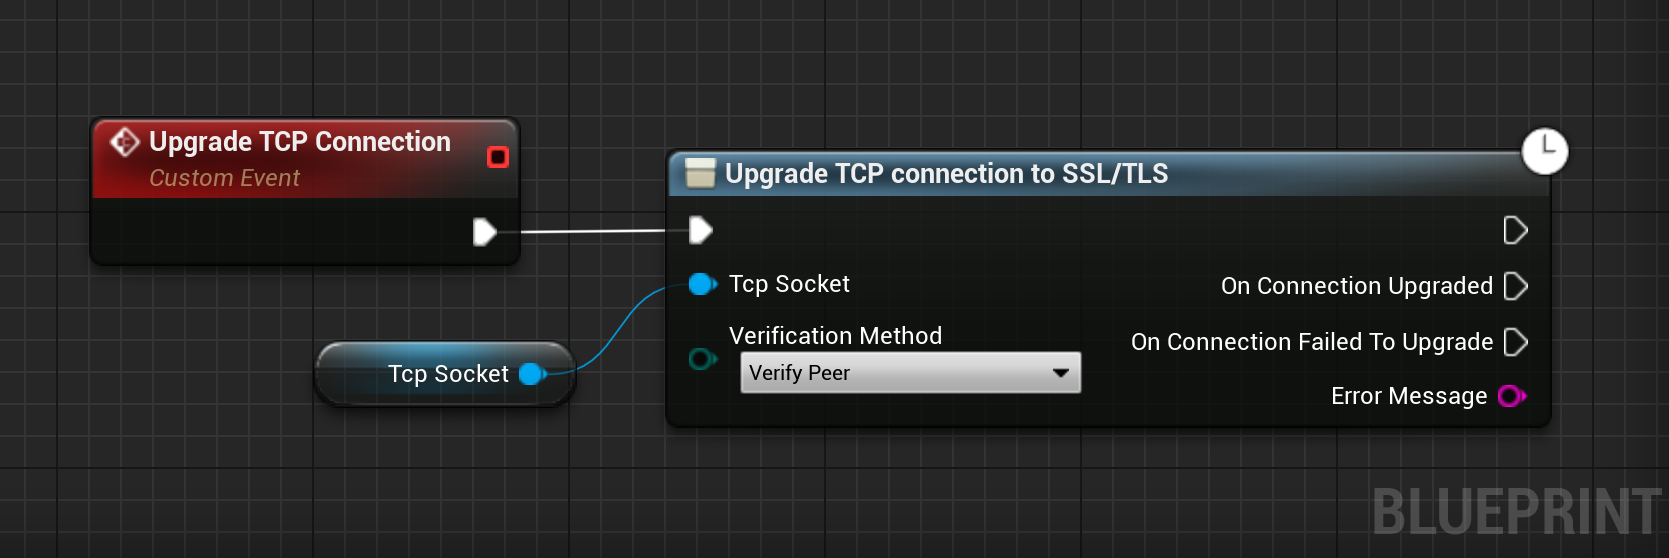 Upgrade TCP Connection
Custom Event
Upgrade TCP connection to SSL/TLS
Tcp Socket
On Connection Upgraded
Verification Method
On Connection Failed To Upgrade
Verify Peer
Tcp Socket
Error Message
BLUEPRINT